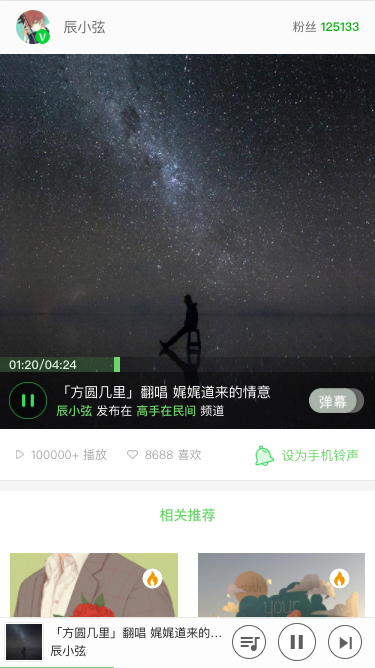 辰小弦
粉丝 125133
01:20/04:24
「方圆几里」翻唱 娓娓道来的情意
辰小弦 发布在 高手在民间 频道
弹幕
100000+ 播放
8688 喜欢
设为手机铃声
相关推荐
your
「方圆几里」翻唱 娓娓道来的...
辰小弦